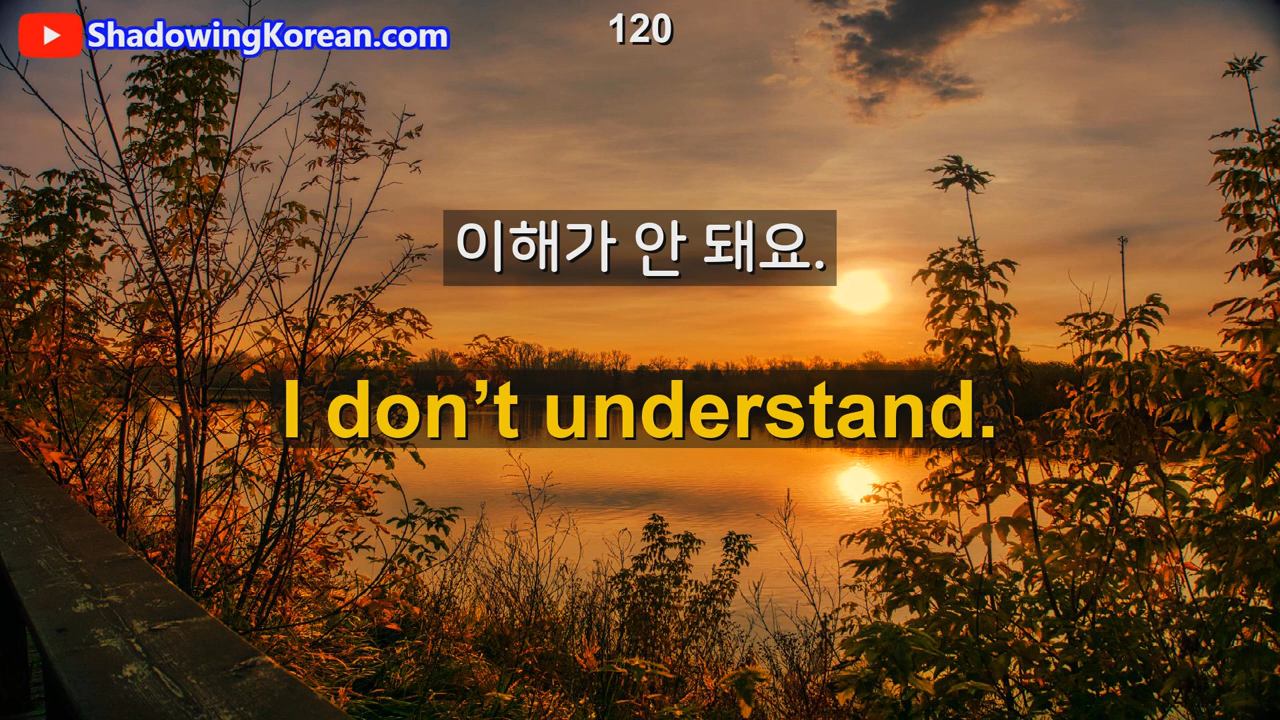 ShadowingKorean.com
120
이해가 안 돼요.
I don’t understand.